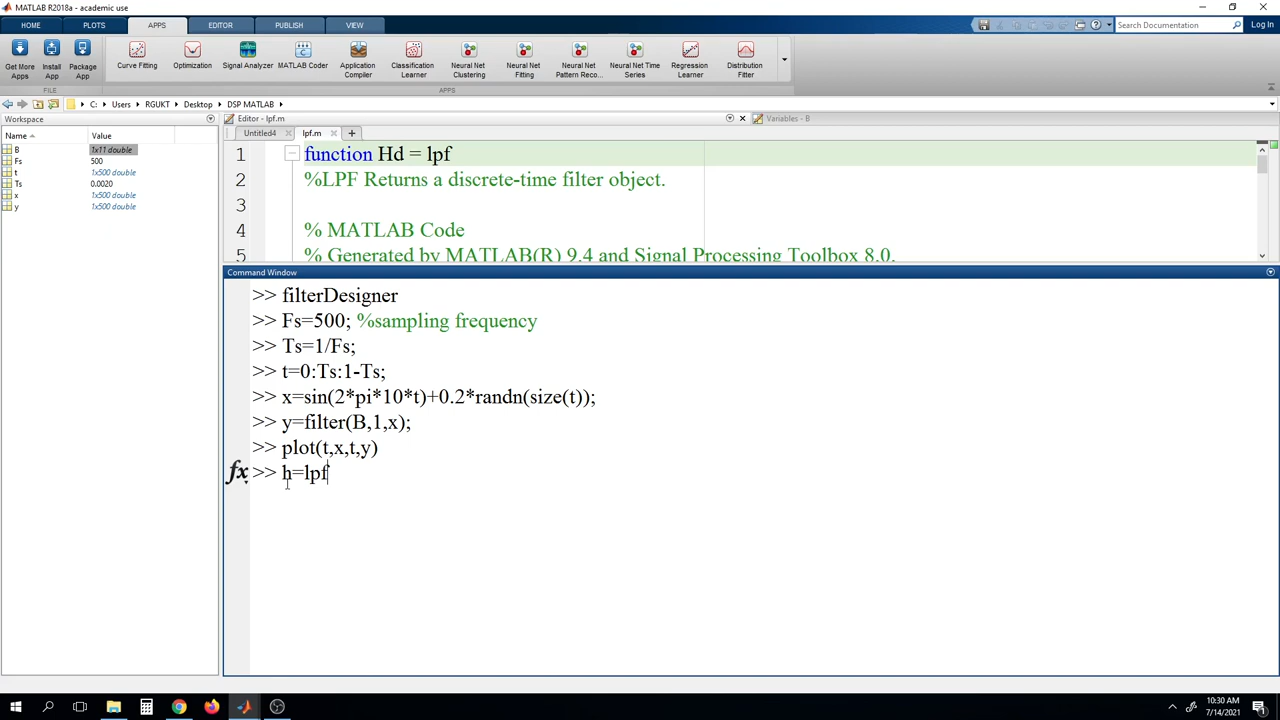 MATLAB R2018a - academic use
HOME PLOTS APPS EDITOR PUBLISH VIEW
Search Documentation
Log In
Get More Apps
Install App
Package App
Curve Fitting
Optimization
Signal Analyzer
MATLAB Coder
Application Compiler
Classification Learner
Neural Net Clustering
Neural Net Fitting
Neural Net Pattern Reco...
Neural Net Time Series
Regression Learner
Distribution Fitter
FILE
APPS
C: Users RGUKT Desktop DSP MATLAB
Workspace
Name Value
B 1x11 double
Fs 500
t 1x500 double
Ts 0.0020
x 1x500 double
y 1x500 double
Editor - lpf.m
Variables - B
Untitled4 lpf.m
1 function Hd = lpf
2 %LPF Returns a discrete-time filter object.
3
4 % MATLAB Code
5 % Generated by MATLAB(R) 9.4 and Signal Processing Toolbox 8.0.
Command Window
>> filterDesigner
>> Fs=500; %sampling frequency
>> Ts=1/Fs;
>> t=0:Ts:1-Ts;
>> x=sin(2*pi*10*t)+0.2*randn(size(t));
>> y=filter(B,1,x);
>> plot(t,x,t,y)
fx >> h=lpf
10:30 AM
7/14/2021
1